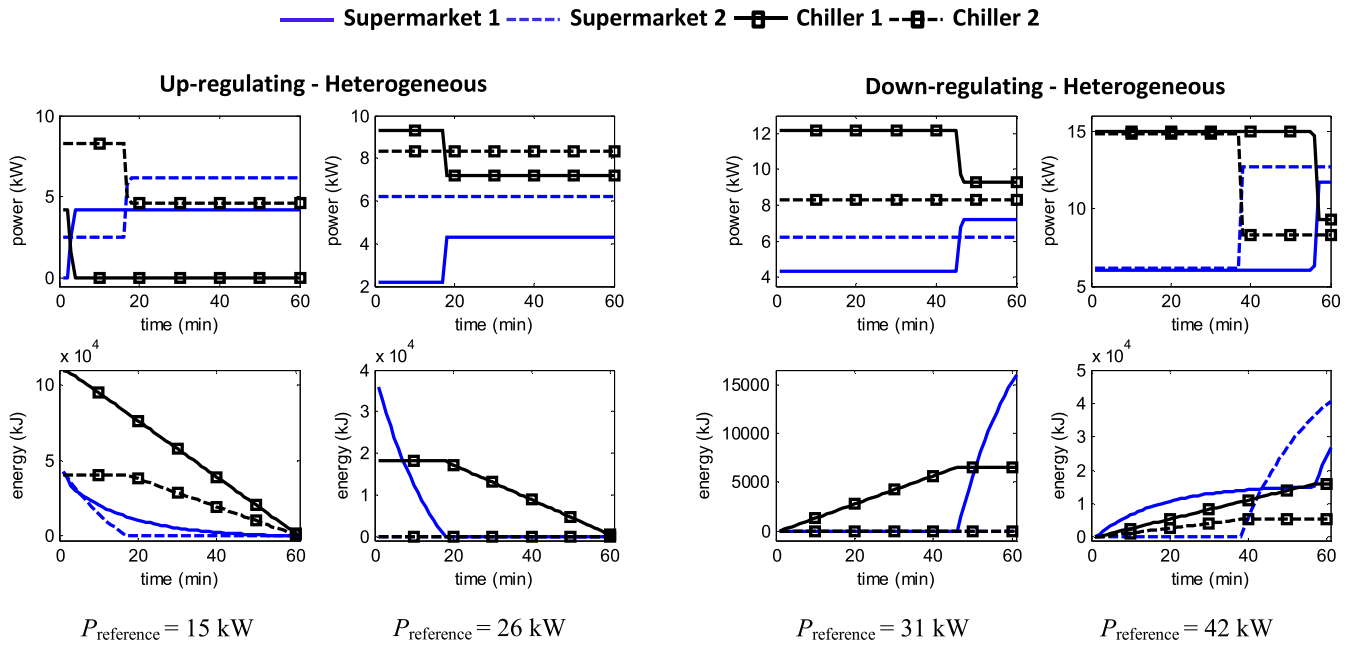 Supermarket 1 Supermarket 2 Chiller 1 Chiller 2
Up-regulating - Heterogeneous
Down-regulating - Heterogeneous
10
5
0
power (kW)
0 20 40 60
time (min)
10
8
6
4
2
power (kW)
0 20 40 60
time (min)
12
10
8
6
4
power (kW)
0 20 40 60
time (min)
15
10
5
power (kW)
0 20 40 60
time (min)
x 10^4
10
5
0
energy (kJ)
0 20 40 60
time (min)
x 10^4
4
3
2
1
0
energy (kJ)
0 20 40 60
time (min)
15000
10000
5000
0
energy (kJ)
0 20 40 60
time (min)
x 10^4
5
4
3
2
1
0
energy (kJ)
0 20 40 60
time (min)
P_reference = 15 kW
P_reference = 26 kW
P_reference = 31 kW
P_reference = 42 kW